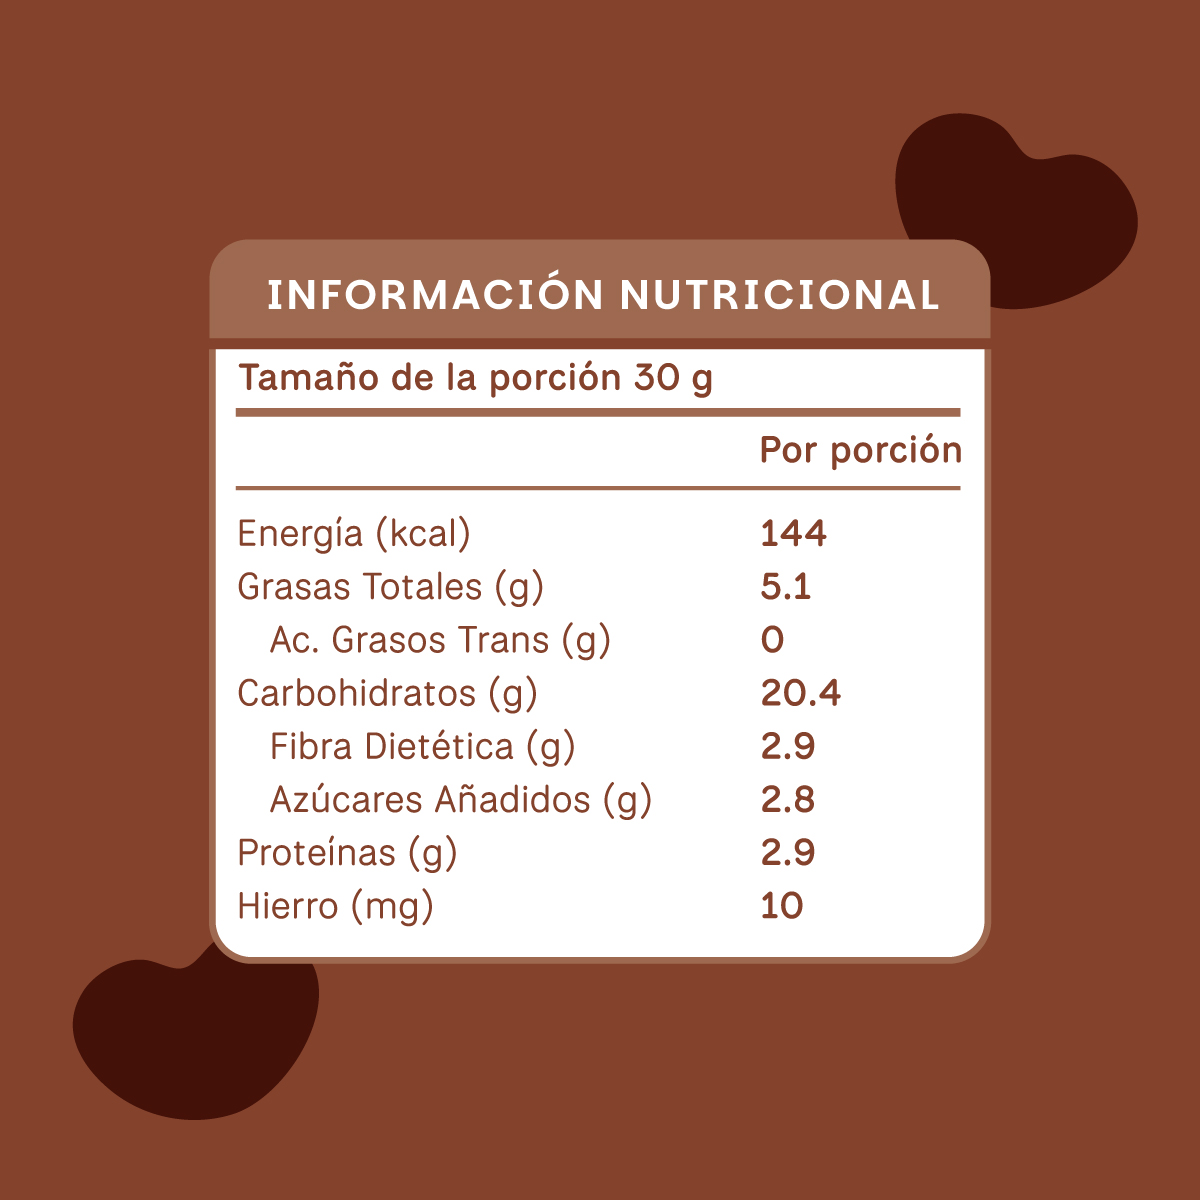 INFORMACIÓN NUTRICIONAL
Tamaño de la porción 30 g
Por porción
Energía (kcal) 144
Grasas Totales (g) 5.1
Ac. Grasos Trans (g) 0
Carbohidratos (g) 20.4
Fibra Dietética (g) 2.9
Azúcares Añadidos (g) 2.8
Proteínas (g) 2.9
Hierro (mg) 10